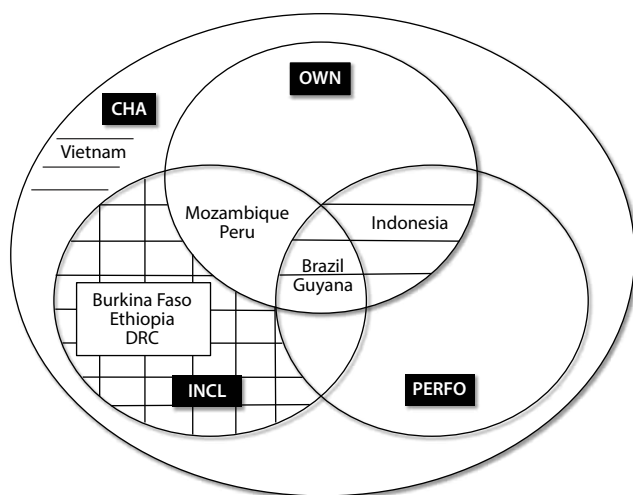 OWN
CHA
Vietnam
Mozambique
Peru
Indonesia
Brazil
Guyana
Burkina Faso
Ethiopia
DRC
INCL
PERFO